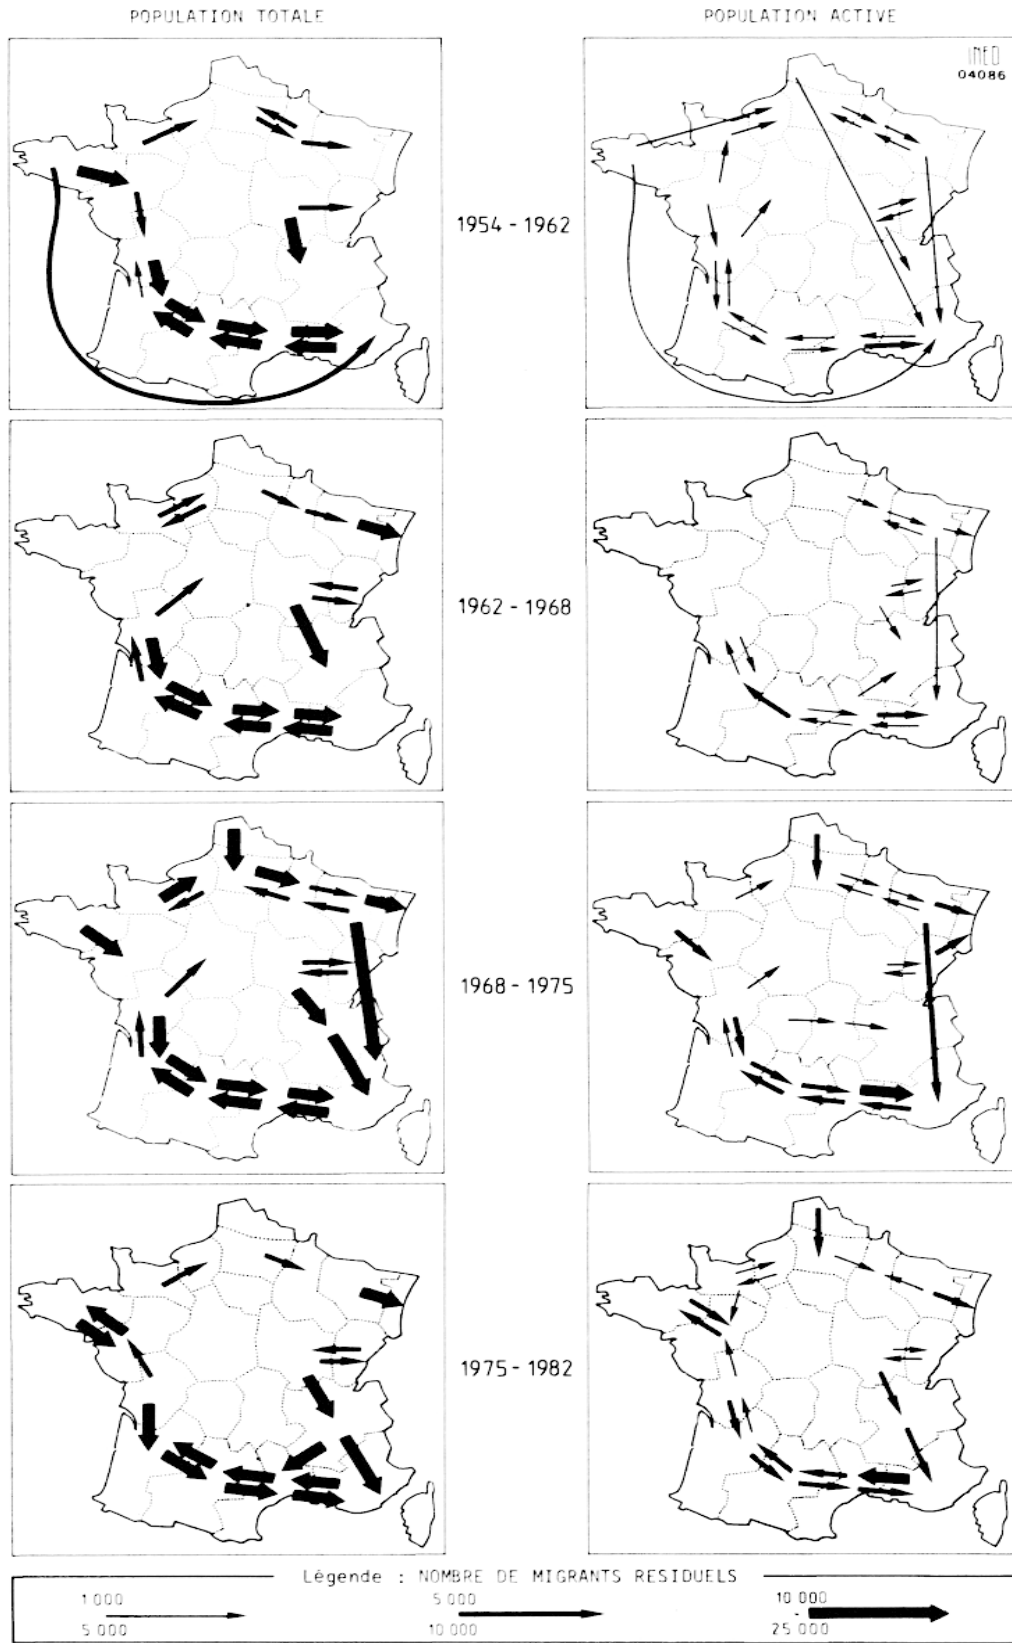 POPULATION TOTALE
POPULATION ACTIVE
INED
04086
1954 - 1962
1962 - 1968
1968 - 1975
1975 - 1982
Légende : NOMBRE DE MIGRANTS RESIDUELS
1 000
5 000
5 000
10 000
10 000
-
25 000